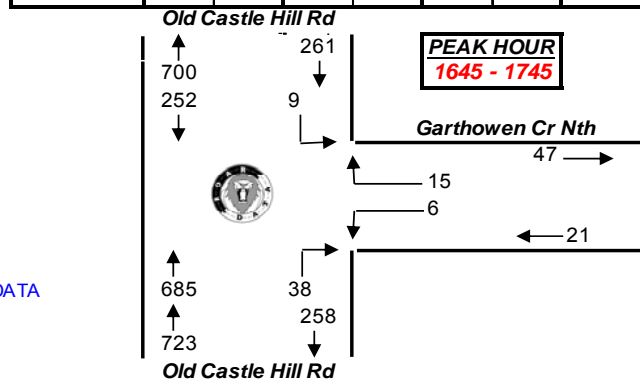 Old Castle Hill Rd
261
PEAK HOUR
1645 - 1745
700
252
9
Garthowen Cr Nth
47
15
6
21
DATA
685
38
258
723
Old Castle Hill Rd